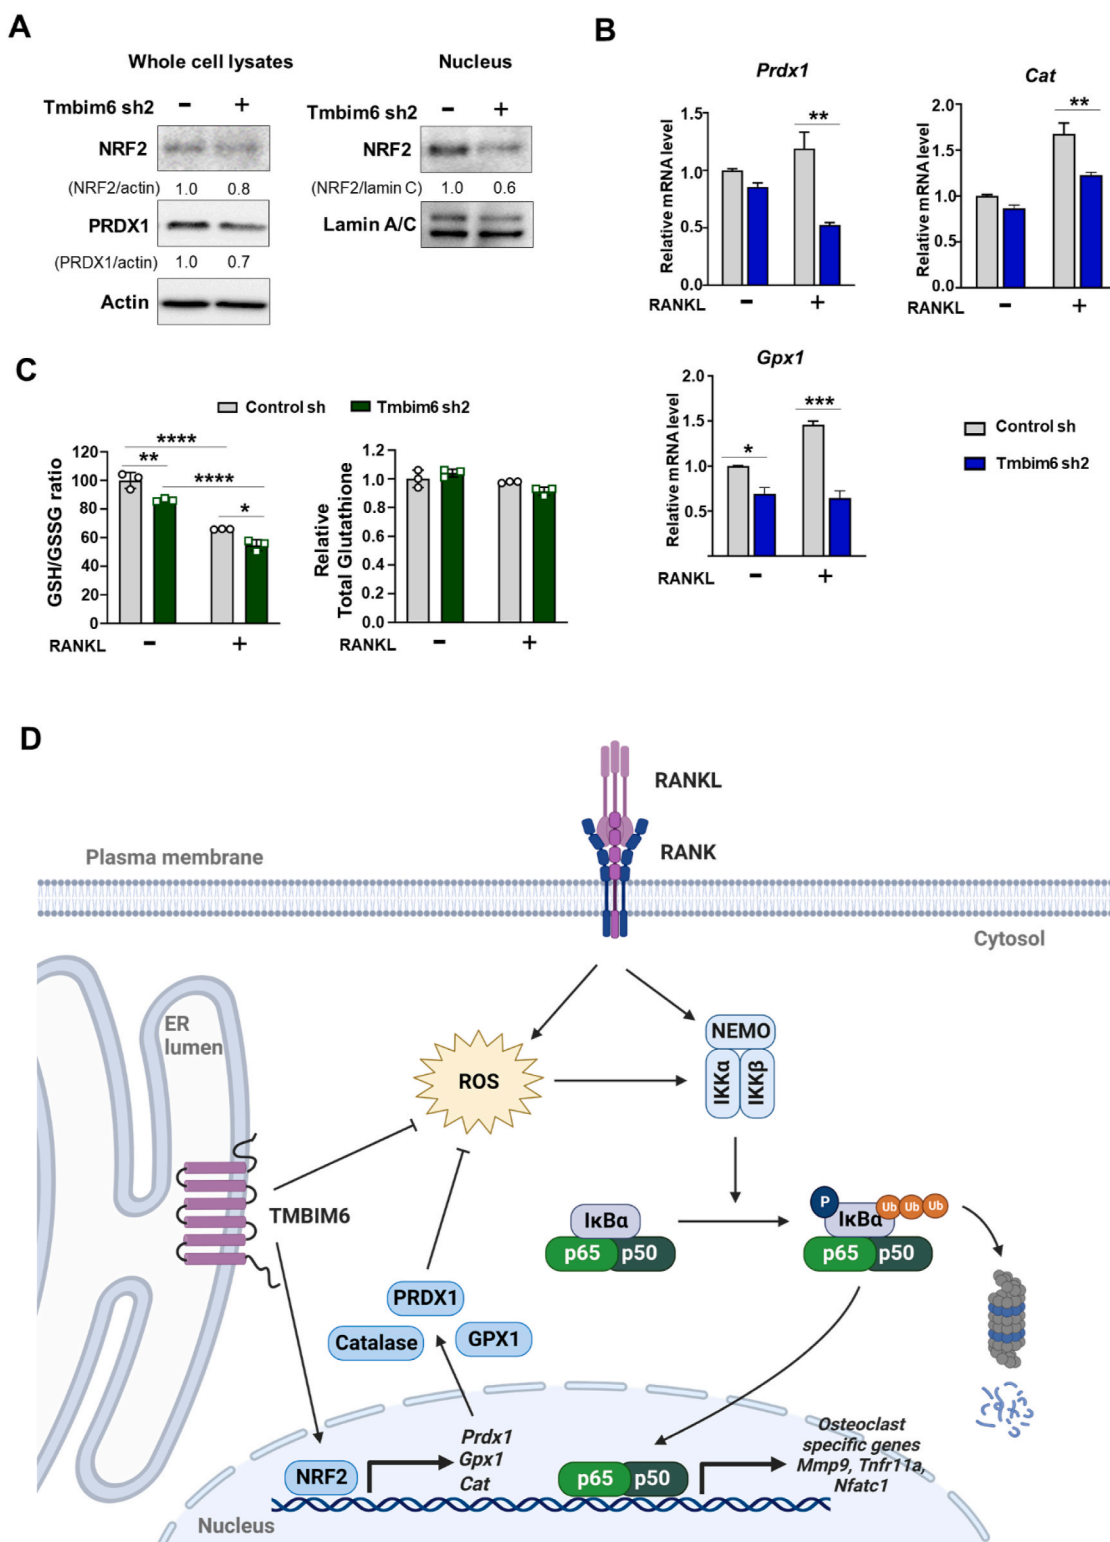 A
Whole cell lysates
Nucleus
Tmbim6 sh2 − +
Tmbim6 sh2 − +
NRF2
NRF2
(NRF2/actin) 1.0 0.8
(NRF2/lamin C) 1.0 0.6
PRDX1
Lamin A/C
(PRDX1/actin) 1.0 0.7
Actin
B
Prdx1
Relative mRNA level
1.5
1.0
0.5
0.0
**
RANKL − +
Cat
Relative mRNA level
2.0
1.5
1.0
0.5
0.0
**
RANKL − +
Gpx1
Relative mRNA level
2.0
1.5
1.0
0.5
*
***
RANKL − +
Control sh
Tmbim6 sh2
C
Control sh
Tmbim6 sh2
GSH/GSSG ratio
120
100
80
60
40
20
0
****
**
****
*
RANKL − +
Relative
Total Glutathione
1.2
1.0
0.8
0.6
0.4
0.2
0.0
RANKL − +
D
RANKL
RANK
Plasma membrane
Cytosol
ER
lumen
ROS
NEMO
IKKα
IKKβ
TMBIM6
IκBα
p65 p50
P
IκBα
Ub Ub Ub
p65 p50
PRDX1
Catalase
GPX1
Prdx1
Gpx1
Cat
NRF2
p65 p50
Osteoclast
specific genes
Mmp9, Tnfr11a,
Nfatc1
Nucleus